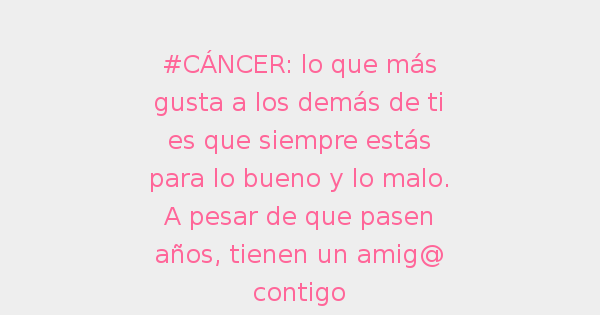 #CÁNCER: lo que más
gusta a los demás de ti
es que siempre estás
para lo bueno y lo malo.
A pesar de que pasen
años, tienen un amig@
contigo